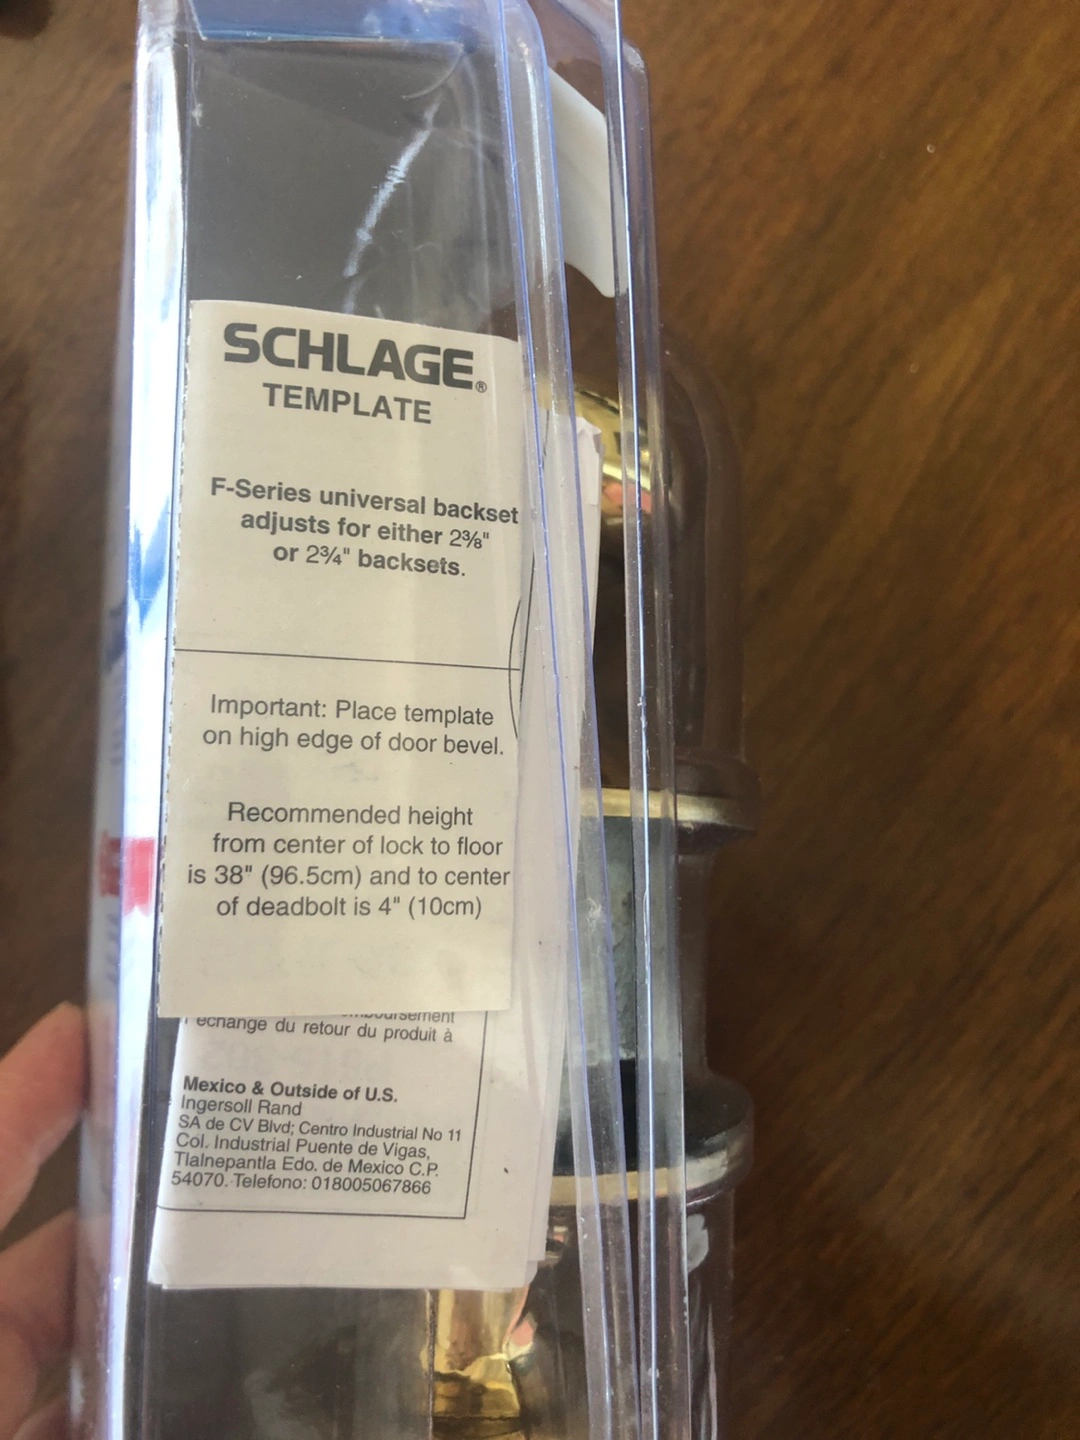 SCHLAGE®
TEMPLATE
F-Series universal backset
adjusts for either 2⅜"
or 2¾" backsets.
Important: Place template
on high edge of door bevel.
Recommended height
from center of lock to floor
is 38" (96.5cm) and to center
of deadbolt is 4" (10cm)
échange du retour du produit à
Mexico & Outside of U.S.
Ingersoll Rand
SA de CV Blvd; Centro Industrial No 11
Col. Industrial Puente de Vigas,
Tlalnepantla Edo. de Mexico C.P.
54070. Telefono: 018005067866